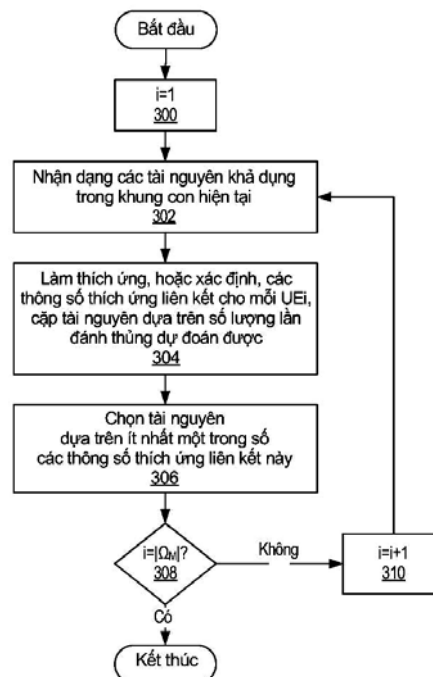 Bắt đầu
i=1
300
Nhận dạng các tài nguyên khả dụng
trong khung con hiện tại
302
Làm thích ứng, hoặc xác định, các
thông số thích ứng liên kết cho mỗi UEi,
cặp tài nguyên dựa trên số lượng lần
đánh thủng dự đoán được
304
Chọn tài nguyên
dựa trên ít nhất một trong số
các thông số thích ứng liên kết này
306
i=|Ω_M|?
308
Không
i=i+1
310
Có
Kết thúc